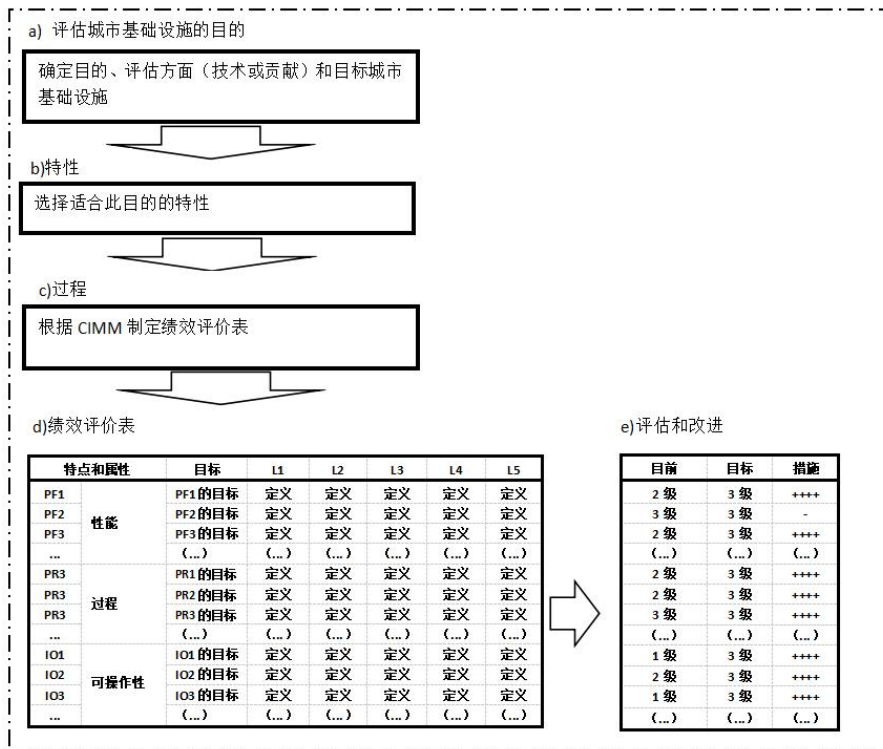 a) 评估城市基础设施的目的
确定目的、评估方面（技术或贡献）和目标城市
基础设施
b)特性
选择适合此目的的特性
c)过程
根据 CIMM 制定绩效评价表
d)绩效评价表
特点和属性 目标 L1 L2 L3 L4 L5
PF1 PF1的目标 定义 定义 定义 定义 定义
PF2 性能 PF2的目标 定义 定义 定义 定义 定义
PF3 PF3的目标 定义 定义 定义 定义 定义
... (...) (...) (...) (...) (...) (...)
PR3 PR1的目标 定义 定义 定义 定义 定义
PR3 过程 PR2的目标 定义 定义 定义 定义 定义
PR3 PR3的目标 定义 定义 定义 定义 定义
... (...) (...) (...) (...) (...) (...)
IO1 IO1的目标 定义 定义 定义 定义 定义
IO2 可操作性 IO2的目标 定义 定义 定义 定义 定义
IO3 IO3的目标 定义 定义 定义 定义 定义
... (...) (...) (...) (...) (...) (...)
e)评估和改进
目前 目标 措施
2级 3级 ++++
3级 3级 -
2级 3级 ++++
(...) (...) (...)
2级 3级 ++++
2级 3级 ++++
3级 3级 ++++
(...) (...) (...)
1级 3级 ++++
2级 3级 ++++
1级 3级 ++++
(...) (...) (...)